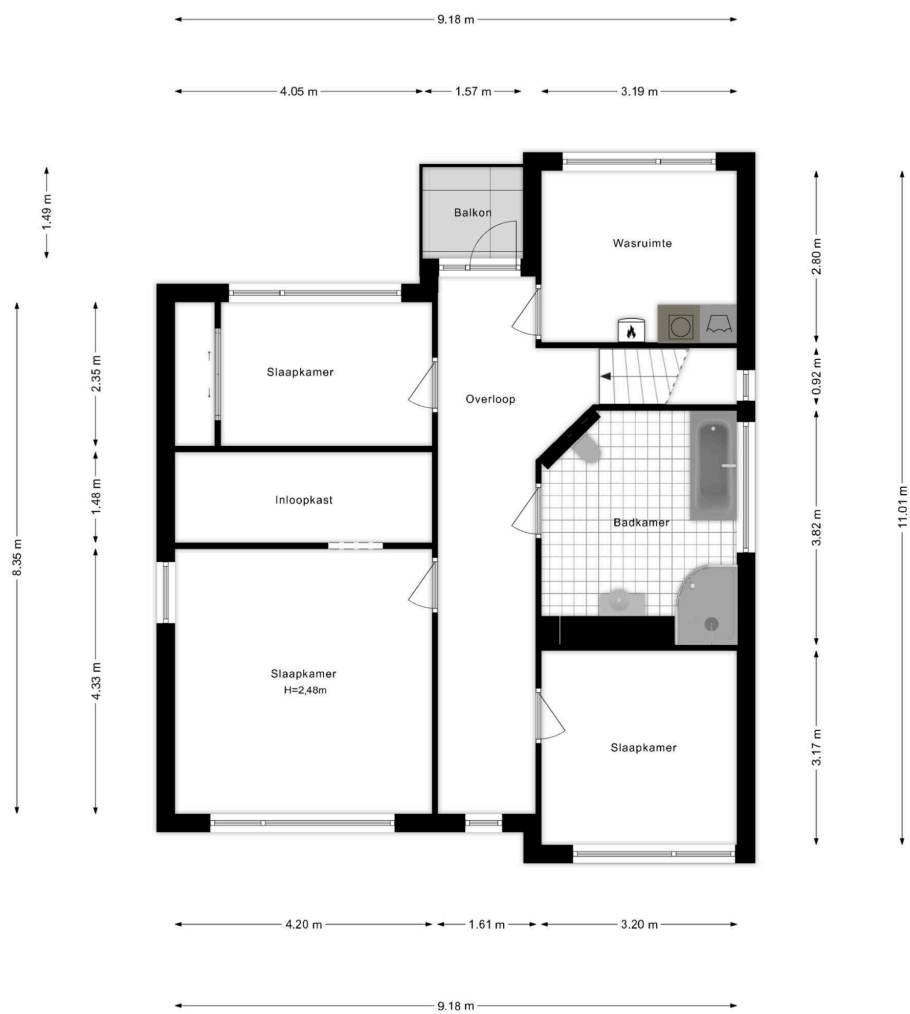 9.18 m
4.05 m
1.57 m
3.19 m
1.49 m
Balkon
Wasruimte
2.80 m
Slaapkamer
2.35 m
0.92 m
Overloop
Inloopkast
1.48 m
Badkamer
3.82 m
11.01 m
8.35 m
Slaapkamer
H=2,48m
4.33 m
Slaapkamer
3.17 m
4.20 m
1.61 m
3.20 m
9.18 m